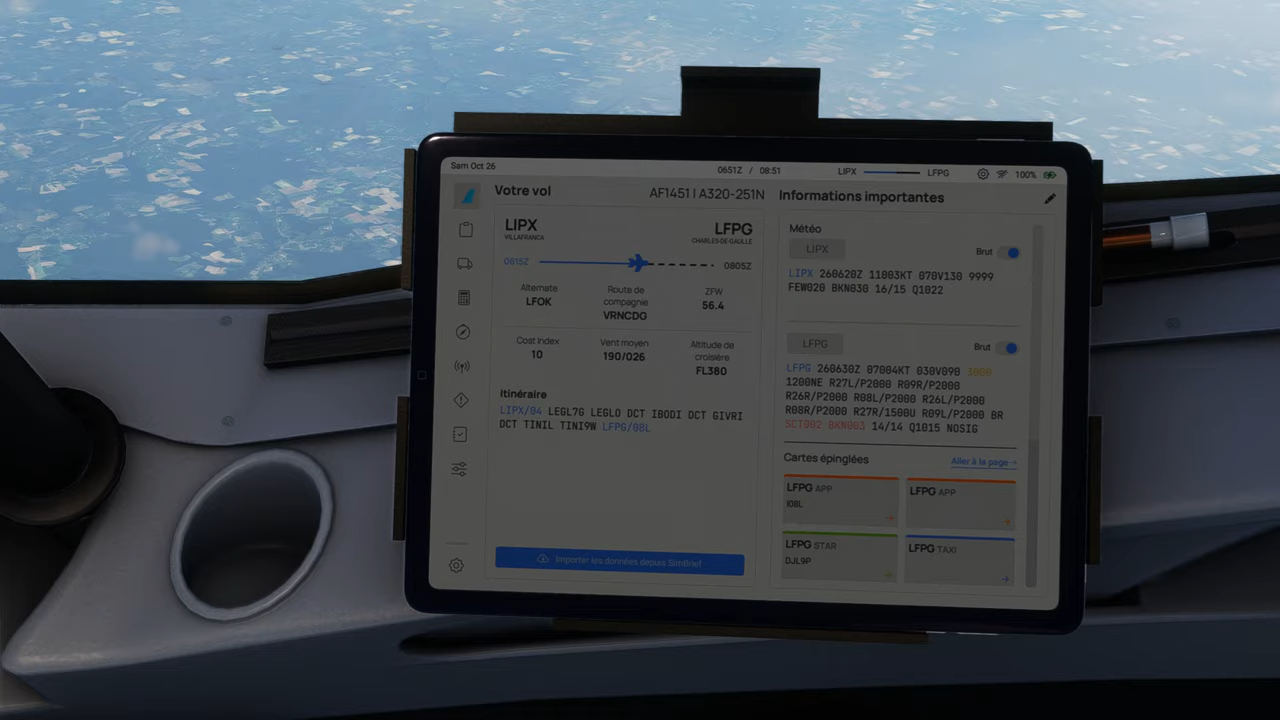 Sam Oct 26
0651Z / 08:51
LIPX LFPG
100%
Votre vol
AF1451 | A320-251N
LIPX
VILLAFRANCA
LFPG
CHARLES-DE-GAULLE
0815Z
0805Z
Alternate
LFOK
Route de
compagnie
VRNCDG
ZFW
56.4
Cost Index
10
Vent moyen
190/026
Altitude de
croisière
FL380
Itinéraire
LIPX/04 LEGL7G LEGLO DCT IBODI DCT GIVRI
DCT TINIL TINI9W LFPG/08L
Importer les données depuis SimBrief
Informations importantes
Météo
LIPX
Brut
LIPX 260620Z 11003KT 070V130 9999
FEW020 BKN030 16/15 Q1022
LFPG
Brut
LFPG 260630Z 07004KT 030V090 3000
1200NE R27L/P2000 R09R/P2000
R26R/P2000 R08L/P2000 R26L/P2000
R08R/P2000 R27R/1500U R09L/P2000 BR
SCT002 BKN003 14/14 Q1015 NOSIG
Cartes épinglées
Aller à la page
LFPG APP
I08L
LFPG APP
LFPG STAR
DJL9P
LFPG TAXI